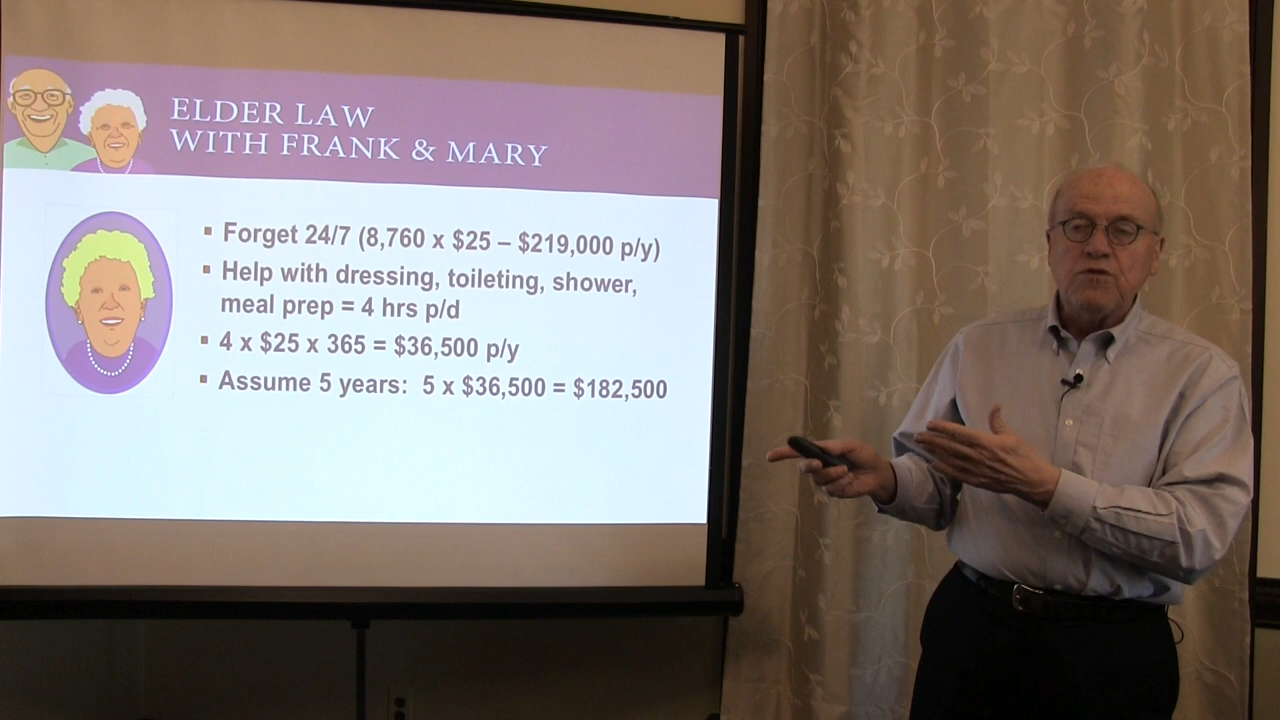 ELDER LAW
WITH FRANK & MARY
▪ Forget 24/7 (8,760 x $25 – $219,000 p/y)
▪ Help with dressing, toileting, shower,
meal prep = 4 hrs p/d
▪ 4 x $25 x 365 = $36,500 p/y
▪ Assume 5 years: 5 x $36,500 = $182,500